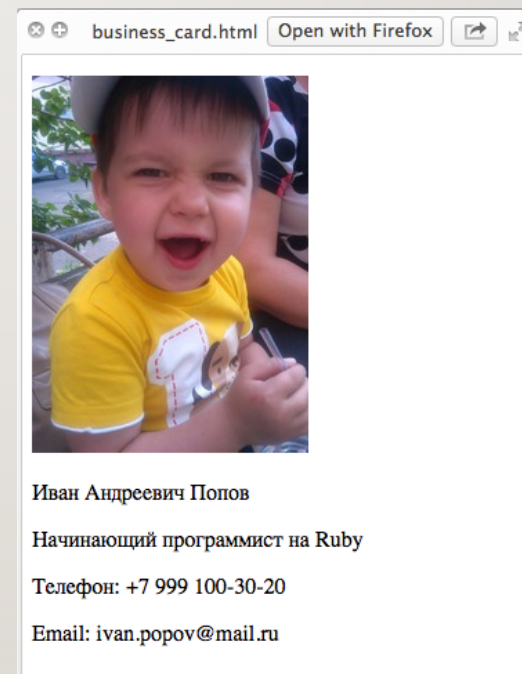 business_card.html Open with Firefox
Иван Андреевич Попов
Начинающий программист на Ruby
Телефон: +7 999 100-30-20
Email: ivan.popov@mail.ru